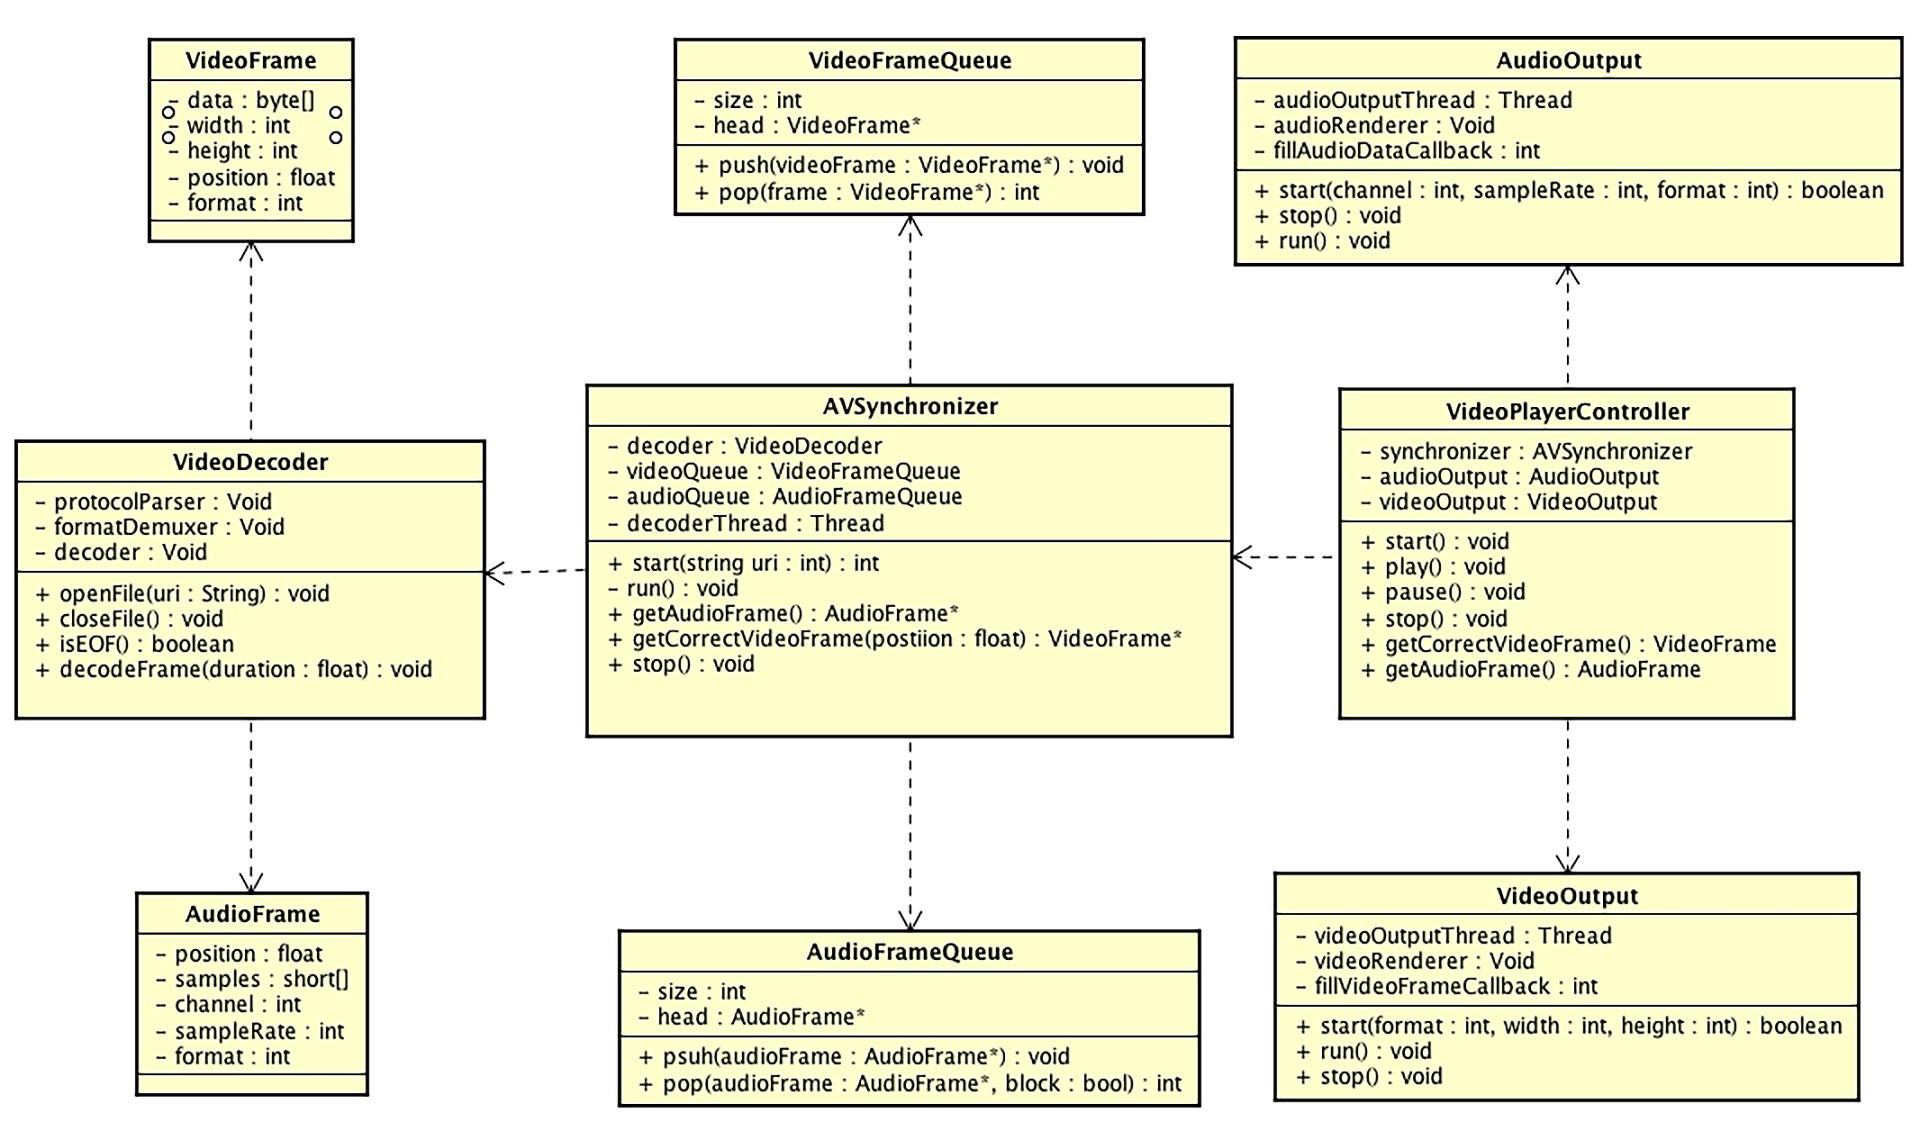 VideoFrame
- data : byte[]
- width : int
- height : int
- position : float
- format : int
VideoFrameQueue
- size : int
- head : VideoFrame*
+ push(videoFrame : VideoFrame*) : void
+ pop(frame : VideoFrame*) : int
AudioOutput
- audioOutputThread : Thread
- audioRenderer : Void
- fillAudioDataCallback : int
+ start(channel : int, sampleRate : int, format : int) : boolean
+ stop() : void
+ run() : void
VideoDecoder
- protocolParser : Void
- formatDemuxer : Void
- decoder : Void
+ openFile(uri : String) : void
+ closeFile() : void
+ isEOF() : boolean
+ decodeFrame(duration : float) : void
AVSynchronizer
- decoder : VideoDecoder
- videoQueue : VideoFrameQueue
- audioQueue : AudioFrameQueue
- decoderThread : Thread
+ start(string uri : int) : int
- run() : void
+ getAudioFrame() : AudioFrame*
+ getCorrectVideoFrame(postiion : float) : VideoFrame*
+ stop() : void
VideoPlayerController
- synchronizer : AVSynchronizer
- audioOutput : AudioOutput
- videoOutput : VideoOutput
+ start() : void
+ play() : void
+ pause() : void
+ stop() : void
+ getCorrectVideoFrame() : VideoFrame
+ getAudioFrame() : AudioFrame
AudioFrame
- position : float
- samples : short[]
- channel : int
- sampleRate : int
- format : int
AudioFrameQueue
- size : int
- head : AudioFrame*
+ psuh(audioFrame : AudioFrame*) : void
+ pop(audioFrame : AudioFrame*, block : bool) : int
VideoOutput
- videoOutputThread : Thread
- videoRenderer : Void
- fillVideoFrameCallback : int
+ start(format : int, width : int, height : int) : boolean
+ run() : void
+ stop() : void